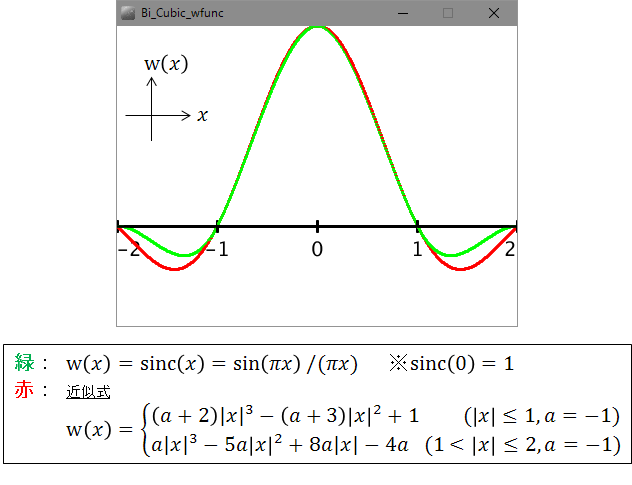 Bi_Cubic_wfunc
w(x)
x
-2 -1 0 1 2
緑： w(x) = sinc(x) = sin(πx) /(πx) ※sinc(0) = 1
赤： 近似式
w(x) = {(a + 2)|x|³ − (a + 3)|x|² + 1 (|x| ≤ 1, a = −1)
a|x|³ − 5a|x|² + 8a|x| − 4a (1 < |x| ≤ 2, a = −1)